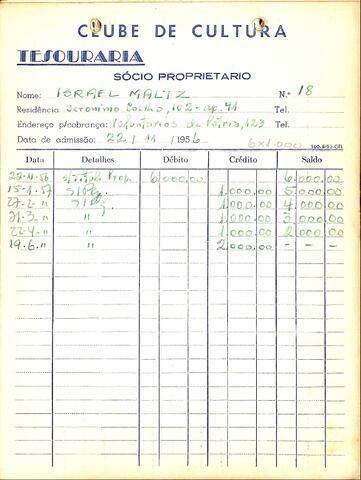 CLUBE DE CULTURA
TESOURARIA
SÓCIO PROPRIETARIO
Nome: ISRAEL MALTZ N.º 18
Residência Jeronimo Coelho, 102 - ap. 41 Tel.
Endereço p/cobrança: Voluntarios da Patria, 123 Tel.
Data de admissão: 22 / 11 / 1956 6x1.000
Data Detalhes Débito Crédito Saldo
22-11-56 s/Titulo Prop. 6.000,00 6.000,00
15-1-57 s/Pg. 1.000,00 5.000,00
27-2- " s/Pg. 1.000,00 4.000,00
21-3- " " 1.000,00 3.000,00
22-4- " " 1.000,00 2.000,00
19.6. " " 2.000.00 - - -